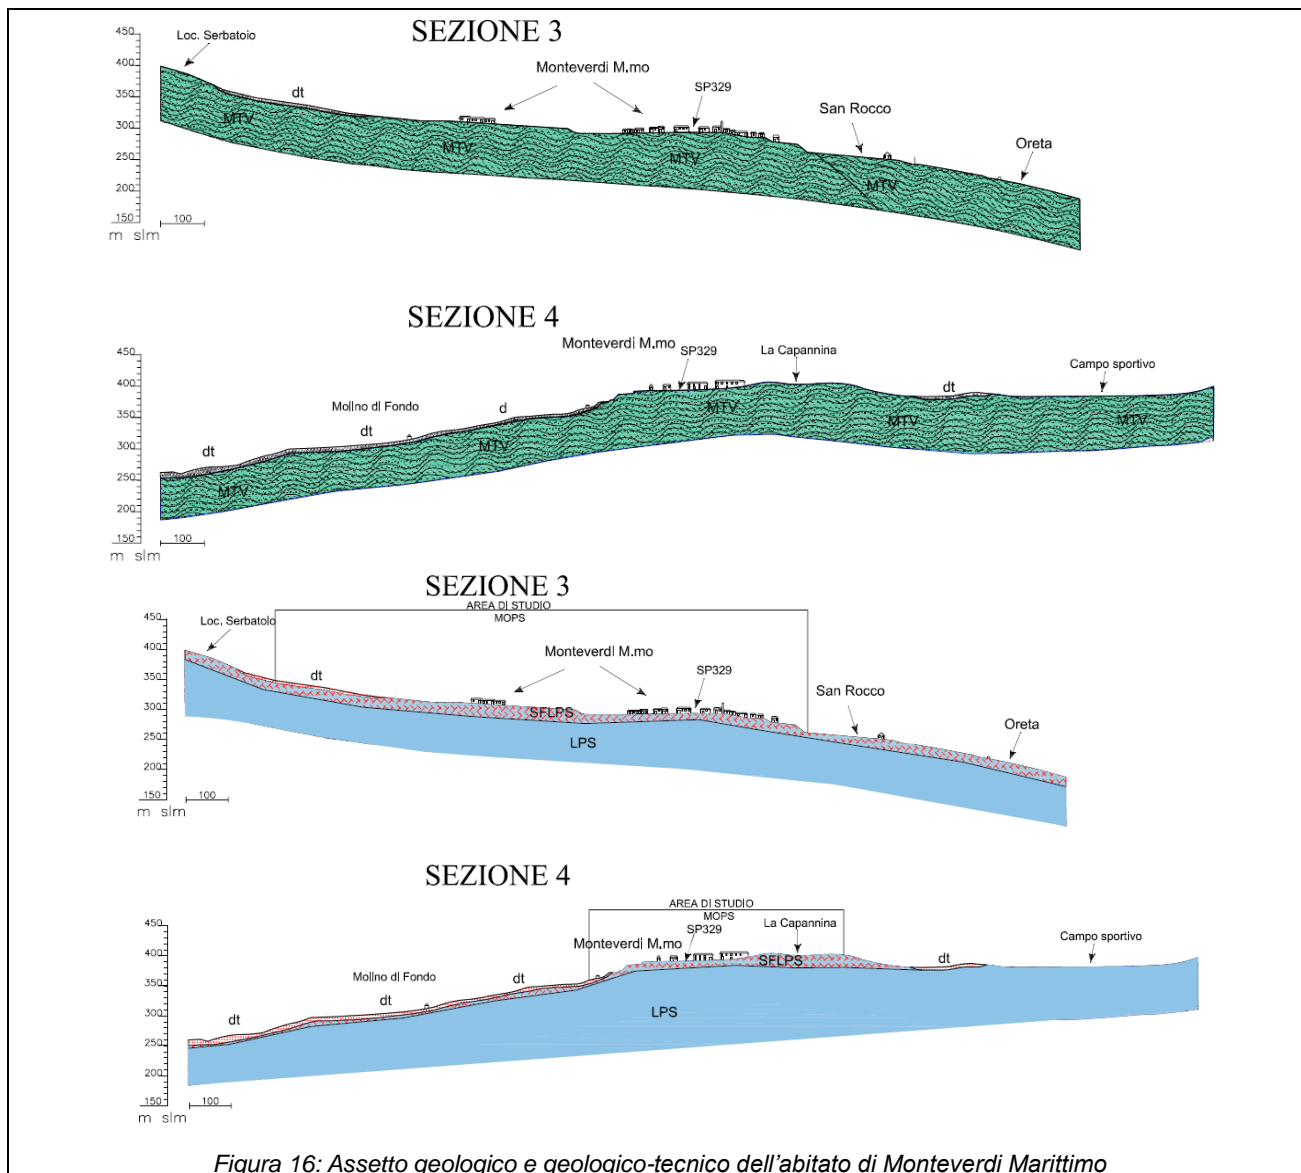 SEZIONE 3
450
400
350
300
250
200
150
m slm
100
Loc. Serbatoio
dt
Monteverdi M.mo
SP329
San Rocco
Oreta
MTV
MTV
MTV
MTV
SEZIONE 4
450
400
350
300
250
200
150
m slm
100
Monteverdi M.mo
SP329
La Capannina
dt
Campo sportivo
Molino di Fondo
d
dt
dt
MTV
MTV
MTV
MTV
MTV
SEZIONE 3
AREA DI STUDIO
MOPS
450
400
350
300
250
200
150
m slm
100
Loc. Serbatoio
dt
Monteverdi M.mo
SP329
San Rocco
Oreta
SFLPS
LPS
SEZIONE 4
AREA DI STUDIO
MOPS
450
400
350
300
250
200
150
m slm
100
Monteverdi M.mo
SP329
La Capannina
Campo sportivo
dt
Molino di Fondo
dt
dt
dt
SFLPS
LPS
Figura 16: Assetto geologico e geologico-tecnico dell'abitato di Monteverdi Marittimo